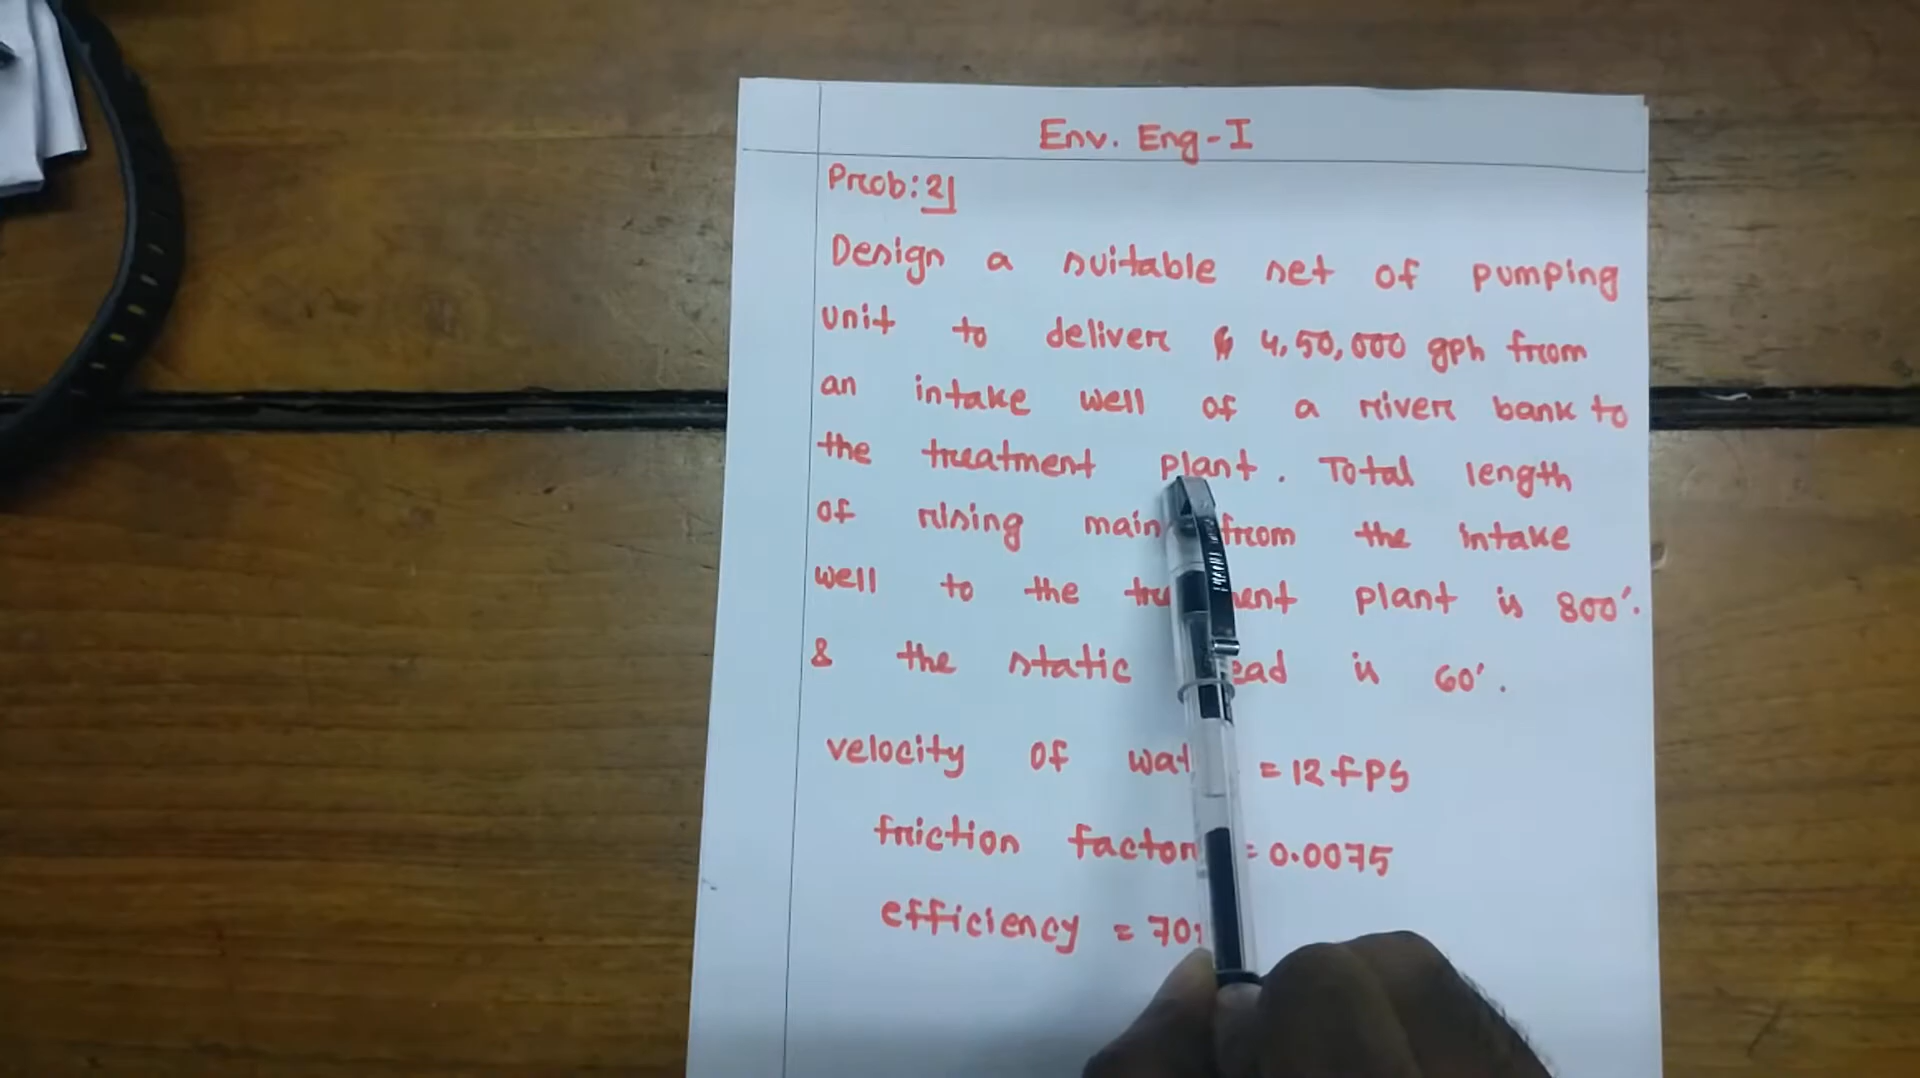 Env. Eng-I
Prob: 2]
Design a suitable set of pumping
unit to deliver 4,50,000 gph from
an intake well of a river bank to
the treatment plant. Total length
of rising main from the intake
well to the plant is 800'.
& the static is 60'.
velocity of = 12 fps
friction factor = 0.0075
efficiency = 70